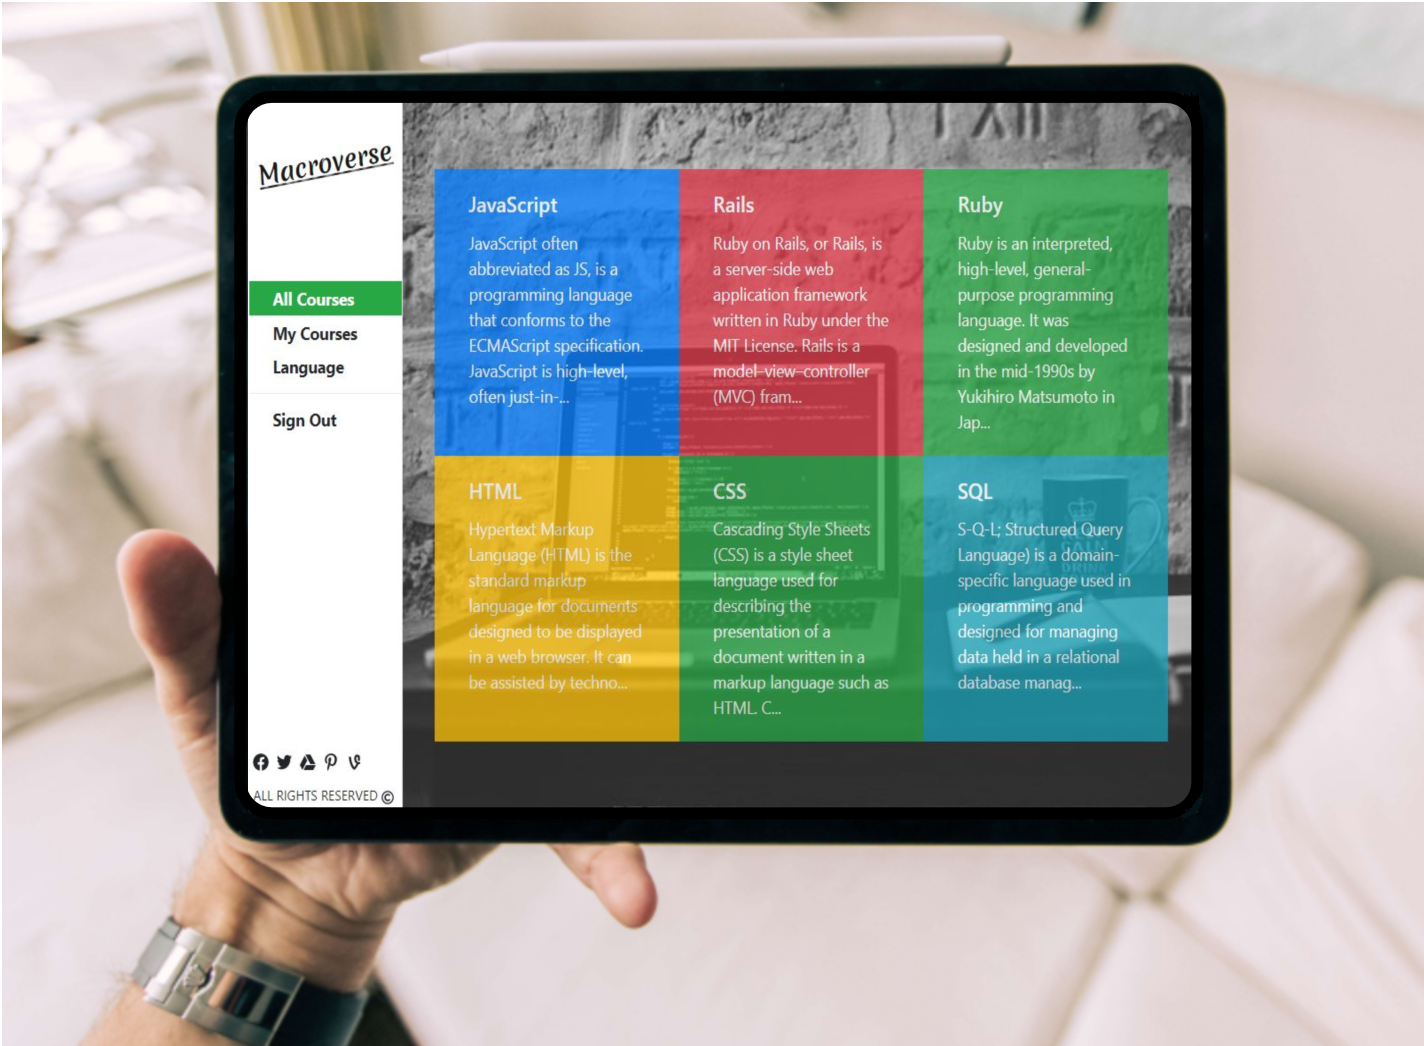 Macroverse
All Courses
My Courses
Language
Sign Out
ALL RIGHTS RESERVED ©
JavaScript
JavaScript often
abbreviated as JS, is a
programming language
that conforms to the
ECMAScript specification.
JavaScript is high-level,
often just-in-...
Rails
Ruby on Rails, or Rails, is
a server-side web
application framework
written in Ruby under the
MIT License. Rails is a
model–view–controller
(MVC) fram...
Ruby
Ruby is an interpreted,
high-level, general-
purpose programming
language. It was
designed and developed
in the mid-1990s by
Yukihiro Matsumoto in
Jap...
HTML
Hypertext Markup
Language (HTML) is the
standard markup
language for documents
designed to be displayed
in a web browser. It can
be assisted by techno...
CSS
Cascading Style Sheets
(CSS) is a style sheet
language used for
describing the
presentation of a
document written in a
markup language such as
HTML. C...
SQL
S-Q-L; Structured Query
Language) is a domain-
specific language used in
programming and
designed for managing
data held in a relational
database manag...